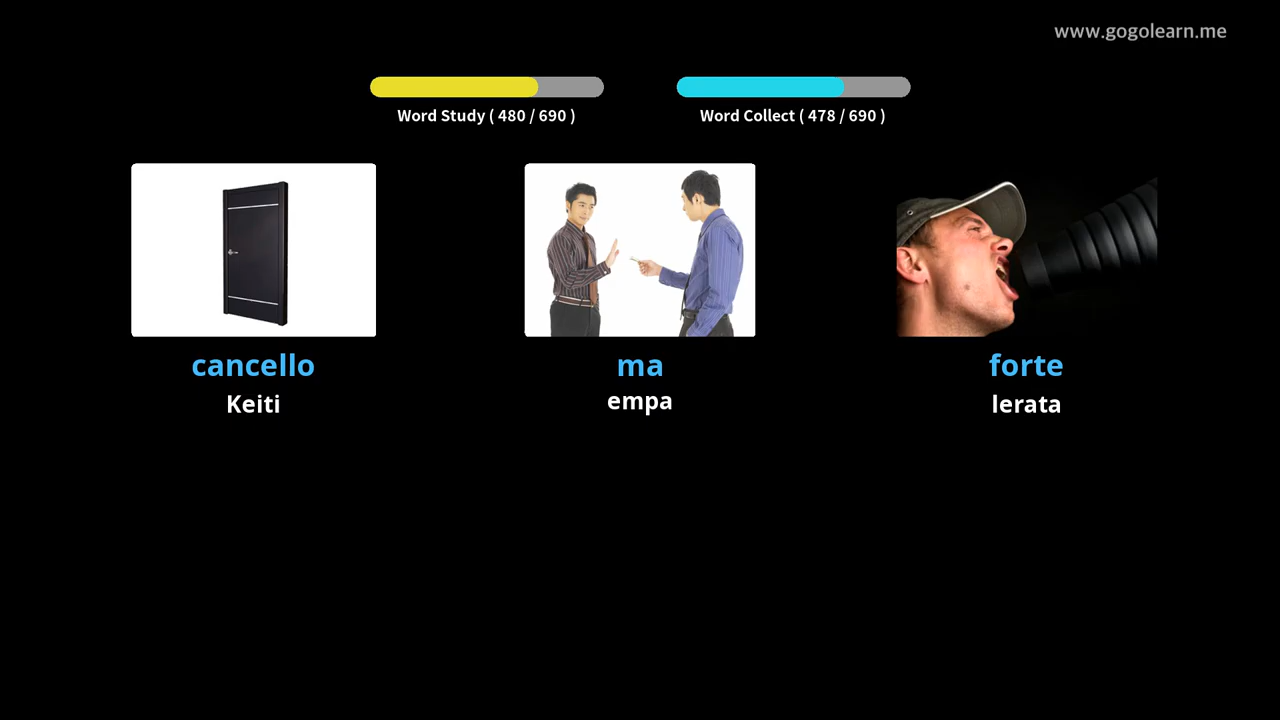 www.gogolearn.me
Word Study ( 480 / 690 )
Word Collect ( 478 / 690 )
cancello
Keiti
ma
empa
forte
lerata